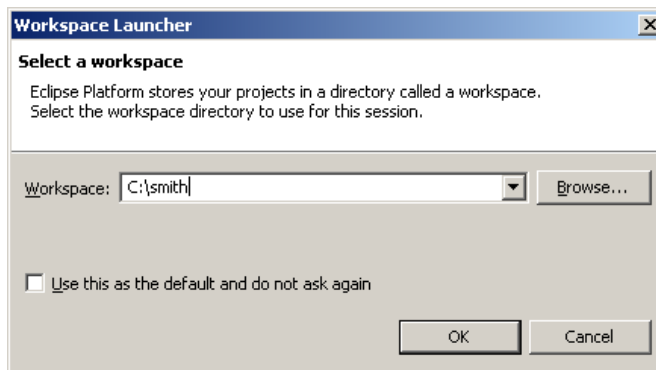 Workspace Launcher
Select a workspace
Eclipse Platform stores your projects in a directory called a workspace.
Select the workspace directory to use for this session.
Workspace: C:\smith Browse...
Use this as the default and do not ask again
OK Cancel